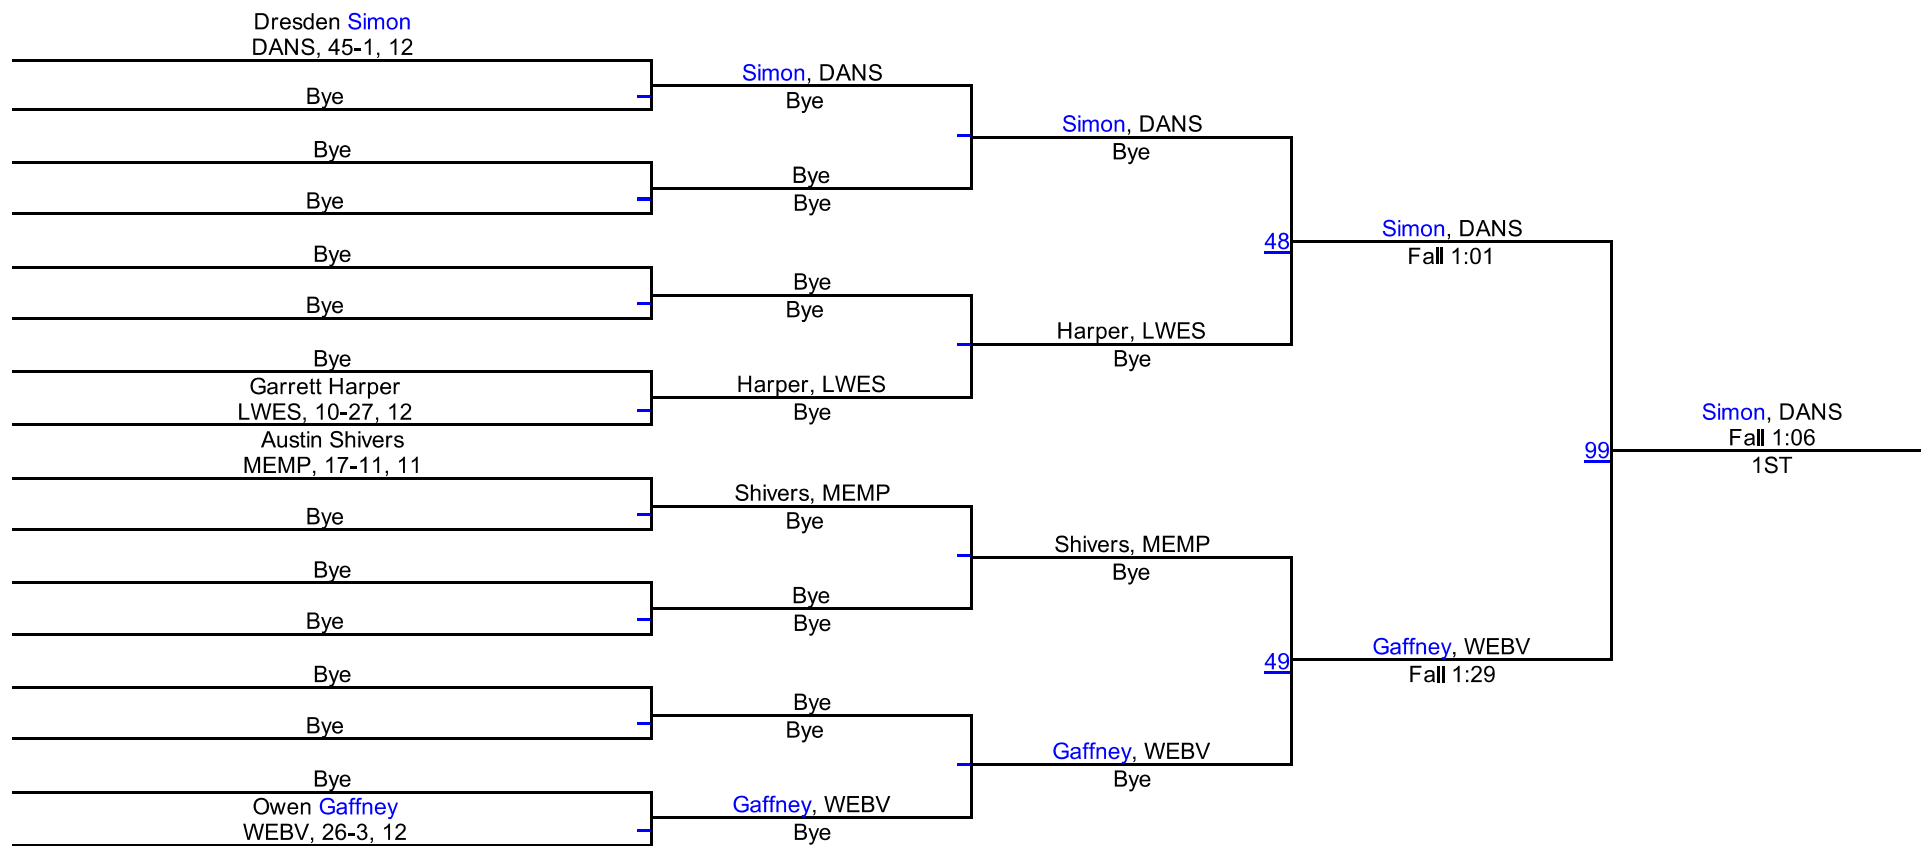 Dresden Simon
DANS, 45-1, 12
Bye
Bye
Bye
Bye
Bye
Bye
Garrett Harper
LWES, 10-27, 12
Austin Shivers
MEMP, 17-11, 11
Bye
Bye
Bye
Bye
Bye
Bye
Owen Gaffney
WEBV, 26-3, 12
Simon, DANS
Bye
Bye
Bye
Bye
Bye
Harper, LWES
Bye
Shivers, MEMP
Bye
Bye
Bye
Bye
Bye
Gaffney, WEBV
Bye
Simon, DANS
Bye
48
Harper, LWES
Bye
Shivers, MEMP
Bye
49
Gaffney, WEBV
Bye
Simon, DANS
Fall 1:01
99
Gaffney, WEBV
Fall 1:29
Simon, DANS
Fall 1:06
1ST